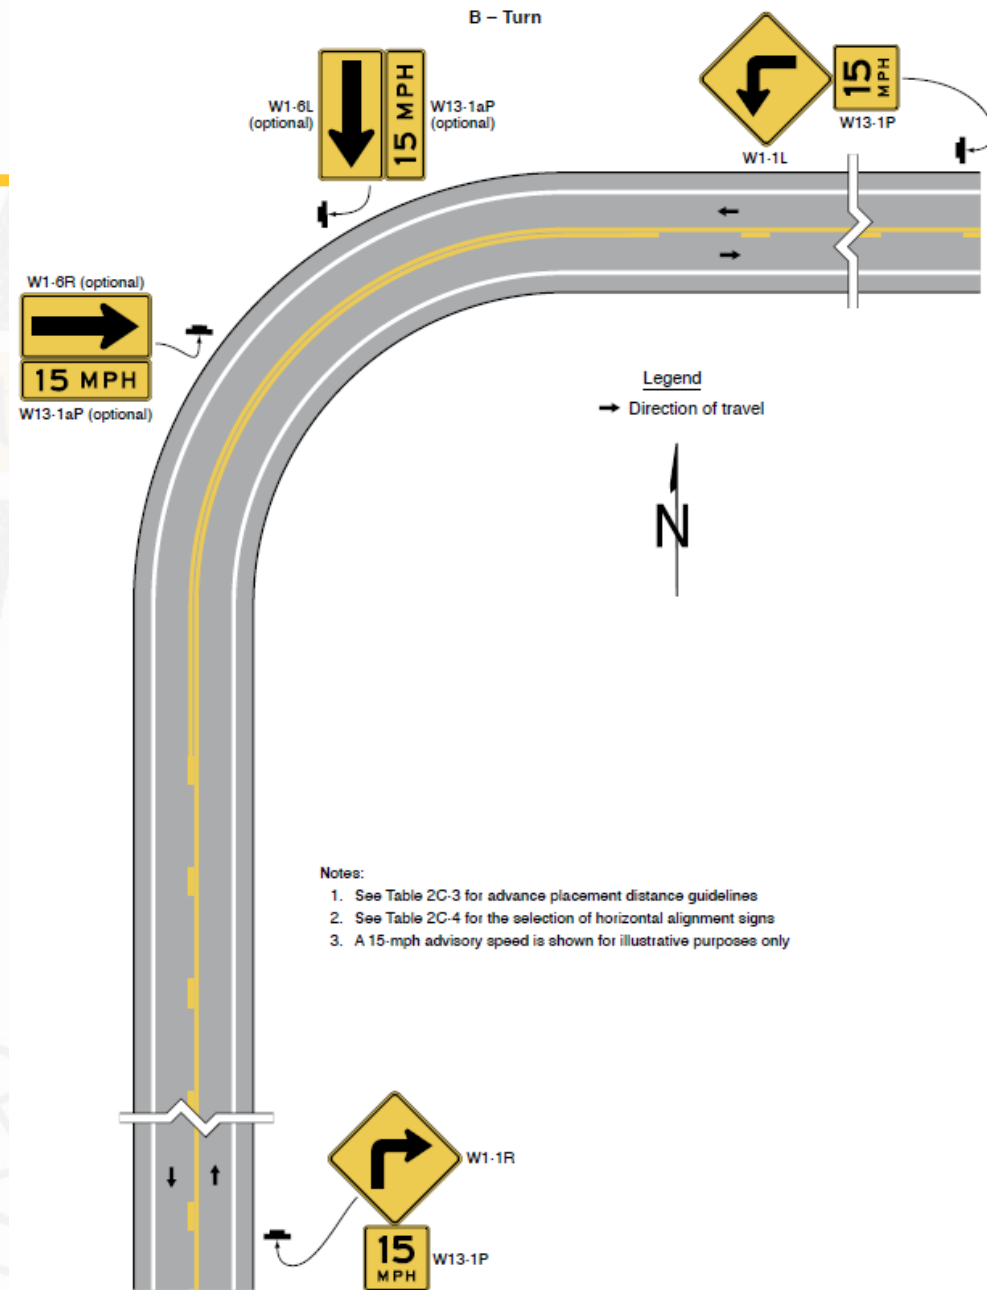 B – Turn
W1-6L
(optional)
15 MPH
W13-1aP
(optional)
W1-1L
15
MPH
W13-1P
W1-6R (optional)
15 MPH
W13-1aP (optional)
Legend
Direction of travel
N
Notes:
1. See Table 2C-3 for advance placement distance guidelines
2. See Table 2C-4 for the selection of horizontal alignment signs
3. A 15-mph advisory speed is shown for illustrative purposes only
W1-1R
15
MPH
W13-1P